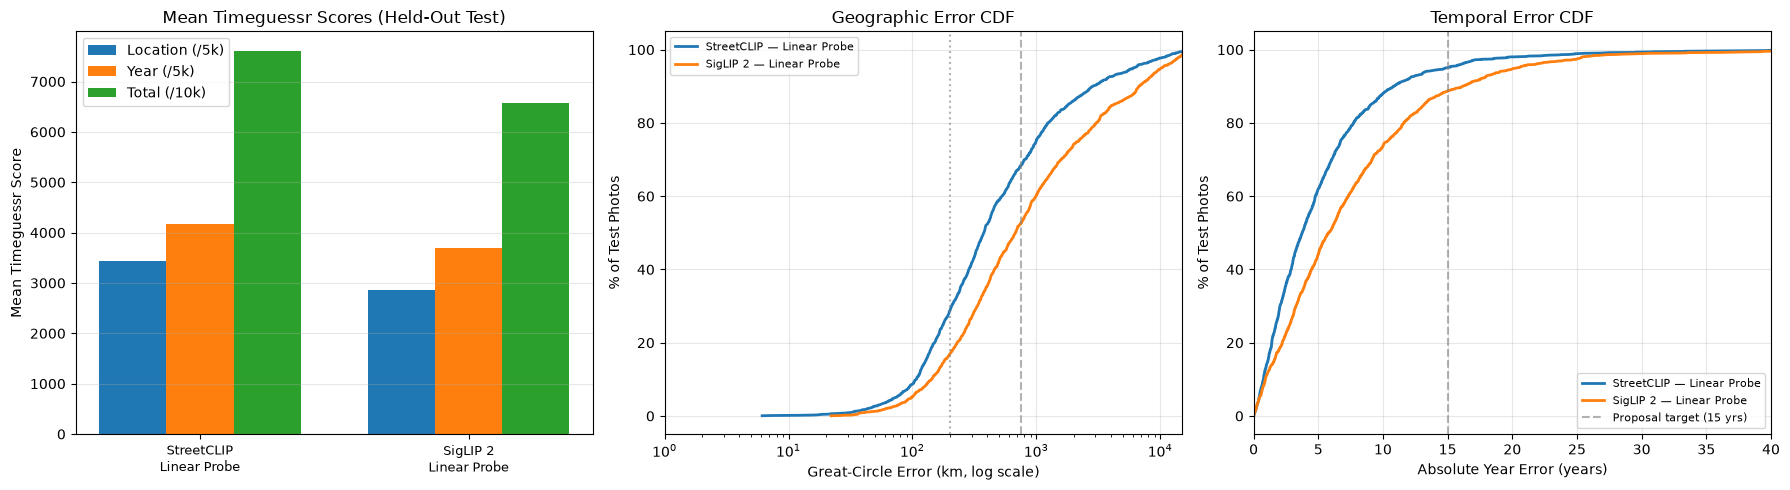 Mean Timeguessr Scores (Held-Out Test)
Location (/5k)
Year (/5k)
Total (/10k)
Mean Timeguessr Score
7000
6000
5000
4000
3000
2000
1000
0
StreetCLIP
Linear Probe
SigLIP 2
Linear Probe
Geographic Error CDF
StreetCLIP — Linear Probe
SigLIP 2 — Linear Probe
% of Test Photos
100
80
60
40
20
0
10⁰
10¹
10²
10³
10⁴
Great-Circle Error (km, log scale)
Temporal Error CDF
% of Test Photos
100
80
60
40
20
0
StreetCLIP — Linear Probe
SigLIP 2 — Linear Probe
Proposal target (15 yrs)
0
5
10
15
20
25
30
35
40
Absolute Year Error (years)